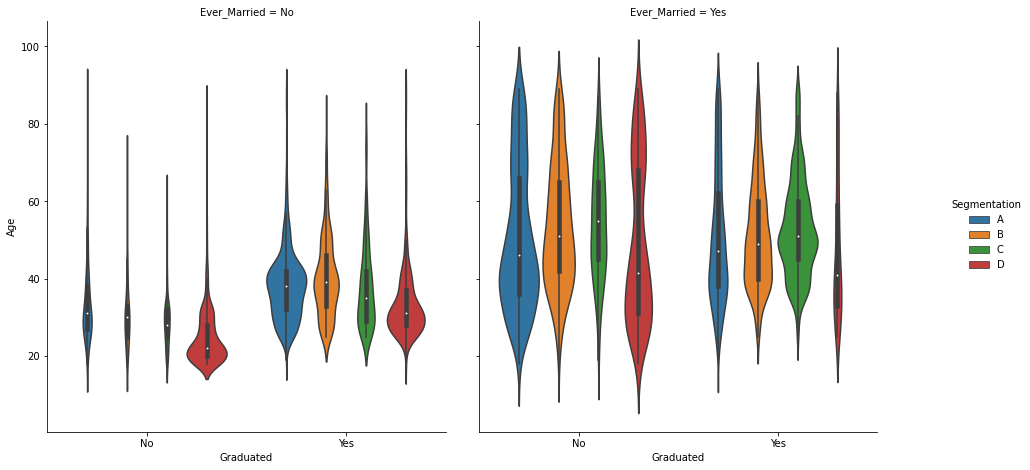 Ever_Married = No
Ever_Married = Yes
100
80
60
40
20
Age
No
Yes
Graduated
No
Yes
Graduated
Segmentation
A
B
C
D